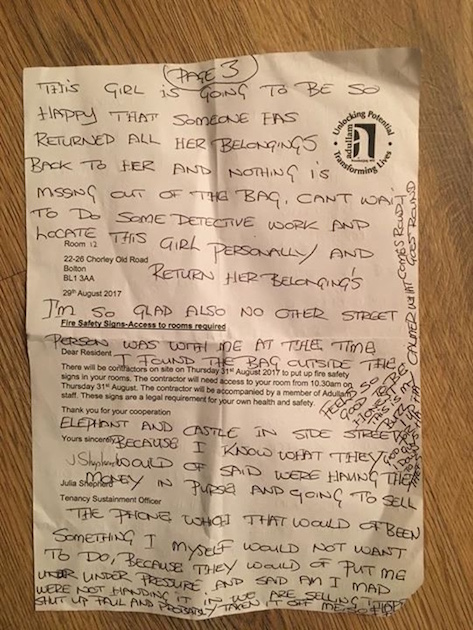 PAGE 3
THIS GIRL IS GOING TO BE SO
HAPPY THAT SOMEONE HAS
RETURNED ALL HER BELONGINGS
BACK TO HER AND NOTHING IS
MISSING OUT OF THE BAG, CANT WAIT
TO DO SOME DETECTIVE WORK AND
LOCATE THIS GIRL PERSONALLY AND
RETURN HER BELONGING'S
Unlocking Potential
adullam
Transforming Lives
Room 12
22-26 Chorley Old Road
Bolton
BL1 3AA
29th August 2017
I'M SO GLAD ALSO NO OTHER STREET
Fire Safety Signs-Access to rooms required
PERSON WAS WITH ME AT THE TIME
Dear Resident
I FOUND THE BAG OUTSIDE THE
There will be contractors on site on Thursday 31st August 2017 to put up fire safety
signs in your rooms. The contractor will need access to your room from 10.30am on
Thursday 31st August. The contractor will be accompanied by a member of Adullam
staff. These signs are a legal requirement for your own health and safety.
Thank you for your cooperation
ELEPHANT AND CASTLE IN SIDE STREET
Yours sincerely
BECAUSE I KNOW WHAT THEY
J Shepherd
WOULD OF SAID WERE HAVING THE
Julia Shepherd
MONEY IN PURSE AND GOING TO SELL
Tenancy Sustainment Officer
THE PHONE WHICH THAT WOULD OF BEEN
SOMETHING I MYSELF WOULD NOT WANT
TO DO, BECAUSE THEY WOULD OF PUT ME
UNDER UNDER PRESSURE AND SAID AM I MAD
WERE NOT HANDING IT IN WE ARE SELLING
SHUT UP PAUL AND PROBABLY TAKEN IT OFF ME
WHAT COMES ROUND
GOES ROUND